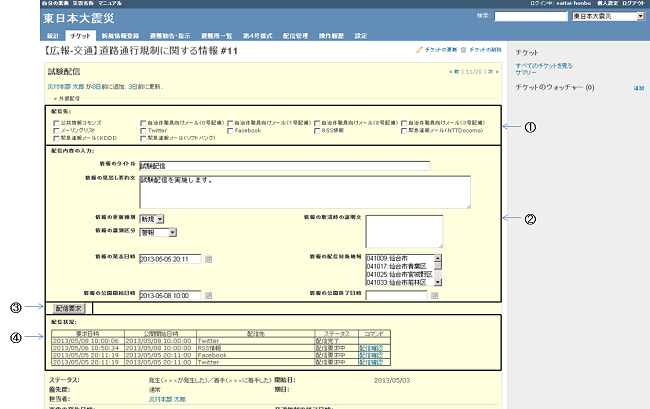 自分の業務 災害名称 マニュアル
ログイン中: saitai-honbu 個人設定 ログアウト
東日本大震災
検索:
東日本大震災
統計 チケット 新規情報登録 避難勧告・指示 避難所一覧 第4号様式 配信管理 操作履歴 設定
【広報-交通】道路通行規制に関する情報 #11
チケットの更新 チケットの削除
試験配信
« 前 | 11/20 | 次 »
災対本部 太郎 が8日前に追加. 3日前に更新.
外部配信
配信先:
公共情報コモンズ 自治体職員向けメール(0号配備) 自治体職員向けメール(1号配備) 自治体職員向けメール(2号配備) 自治体職員向けメール(3号配備)
メーリングリスト Twitter Facebook RSS情報 緊急速報メール(NTTDocomo)
緊急速報メール(KDDI) 緊急速報メール(ソフトバンク)
①
配信内容の入力:
情報のタイトル 試験配信
情報の見出し要約文 試験配信を実施します。
情報の更新種別 新規
情報の取消時の説明文
②
情報の識別区分 警報
情報の発表日時 2013-05-05 20:11
情報の配信対象地域
041009:仙台市
041017:仙台市青葉区
041025:仙台市宮城野区
041033:仙台市若林区
情報の公開開始日時 2013-05-08 10:00
情報の公開終了日時
③
配信要求
④
配信状況:
要求日時 公開開始日時 配信先 ステータス コマンド
2013/05/08 10:00:06 2013/05/08 10:00:00 Twitter 配信完了
2013/05/06 10:50:34 2013/05/08 10:00:00 RSS情報 配信要求中 配信確認
2013/05/05 20:11:19 2013/05/05 20:11:00 Facebook 配信要求中 配信確認
2013/05/05 20:11:19 2013/05/05 20:11:00 Twitter 配信要求中 配信確認
ステータス: 発生(×××が発生した)／着手(×××に着手した)
開始日: 2013/05/03
優先度: 通常
期日:
担当者: 災対本部 太郎
チケット
すべてのチケットを見る
サマリー
チケットのウォッチャー (0)
追加